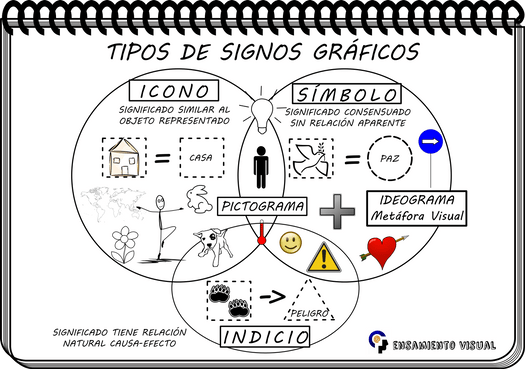 TIPOS DE SIGNOS GRÁFICOS
ICONO
SIGNIFICADO SIMILAR AL
OBJETO REPRESENTADO
SÍMBOLO
SIGNIFICADO CONSENSUADO
SIN RELACIÓN APARENTE
= CASA
= PAZ
PICTOGRAMA
+
IDEOGRAMA
Metáfora Visual
!
-> PELIGRO
INDICIO
SIGNIFICADO TIENE RELACIÓN
NATURAL CAUSA-EFECTO
PENSAMIENTO VISUAL